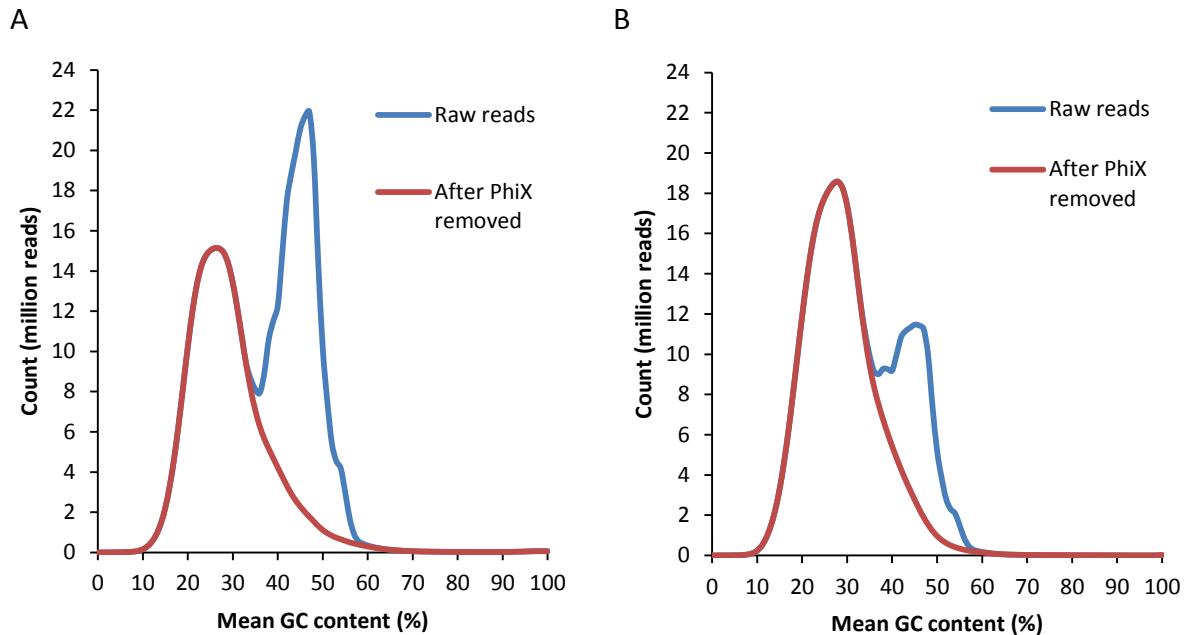 A
24
22
20
18
16
14
12
10
8
6
4
2
0
Count (million reads)
Raw reads
After PhiX
removed
0 10 20 30 40 50 60 70 80 90 100
Mean GC content (%)
B
24
22
20
18
16
14
12
10
8
6
4
2
0
Count (million reads)
Raw reads
After PhiX
removed
0 10 20 30 40 50 60 70 80 90 100
Mean GC content (%)